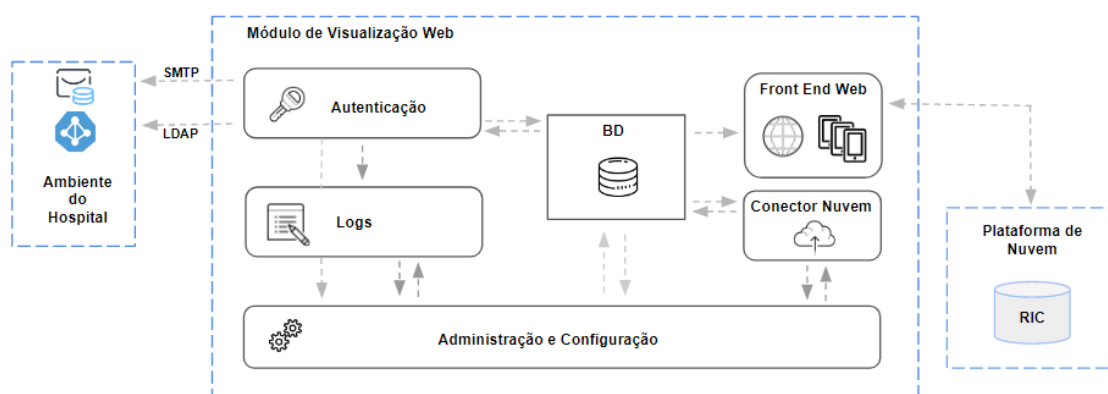 Módulo de Visualização Web
SMTP
LDAP
Ambiente
do
Hospital
Autenticação
Logs
BD
Front End Web
Conector Nuvem
Administração e Configuração
Plataforma de
Nuvem
RIC